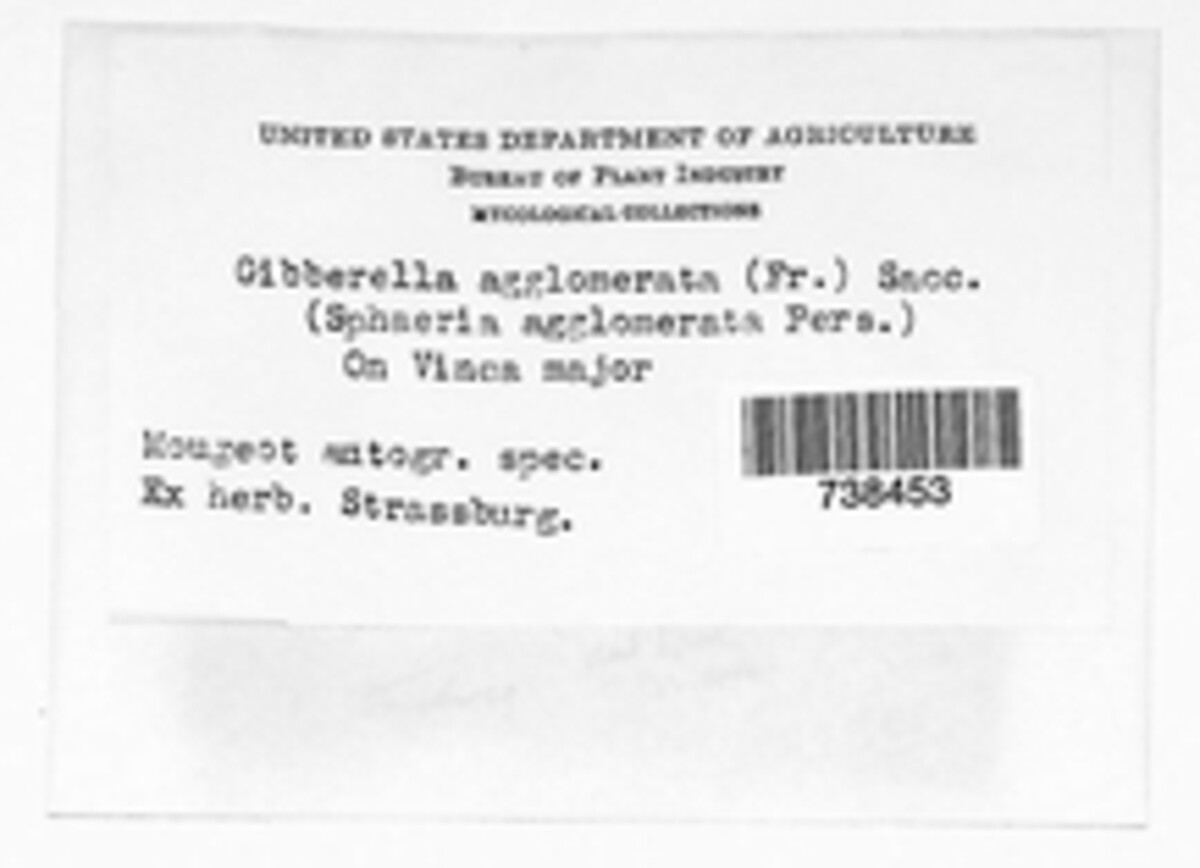 UNITED STATES DEPARTMENT OF AGRICULTURE
BUREAU OF PLANT INDUSTRY
MYCOLOGICAL COLLECTIONS
Gibberella agglomerata (Fr.) Sacc.
(Sphaeria agglomerata Pers.)
On Vinca major
Mougeot autogr. spec.
Ex herb. Strassburg.
738453